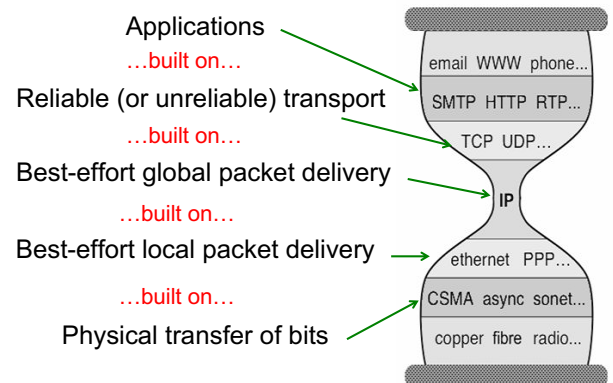 Applications
…built on…
Reliable (or unreliable) transport
…built on…
Best-effort global packet delivery
…built on…
Best-effort local packet delivery
…built on…
Physical transfer of bits
email WWW phone...
SMTP HTTP RTP...
TCP UDP…
IP
ethernet PPP…
CSMA async sonet...
copper fibre radio...